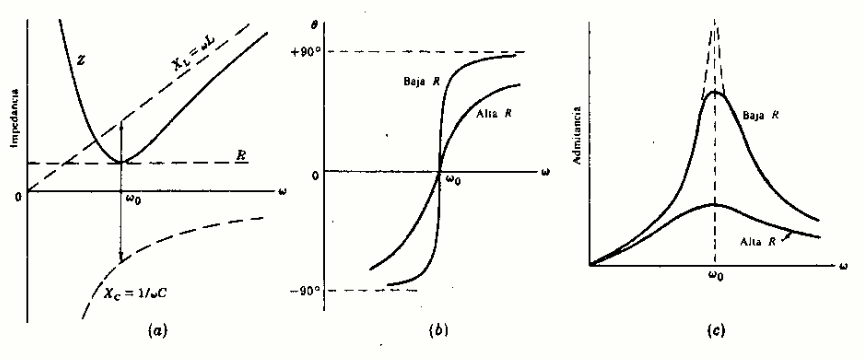 Impedancia
Z
X_L = ωL
R
0
ω₀
ω
X_C = 1/ωC
(a)
θ
+90°
Baja R
Alta R
0
ω₀
ω
−90°
(b)
Admitancia
Baja R
Alta R
ω₀
ω
(c)